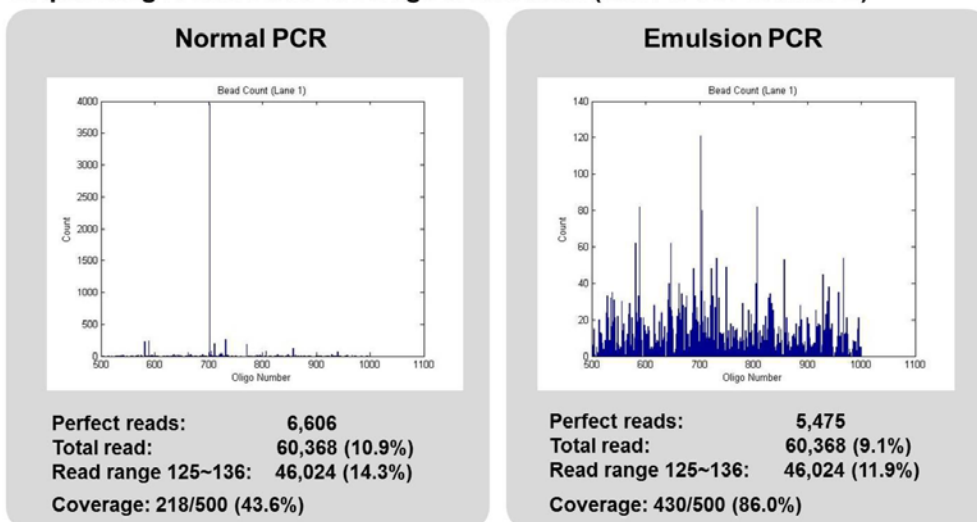 Normal PCR
Bead Count (Lane 1)
4000
3500
3000
2500
2000
1500
1000
500
0
Count
500
600
700
800
900
1000
1100
Oligo Number
Perfect reads: 6,606
Total read: 60,368 (10.9%)
Read range 125~136: 46,024 (14.3%)
Coverage: 218/500 (43.6%)
Emulsion PCR
Bead Count (Lane 1)
140
120
100
80
60
40
20
0
Count
500
600
700
800
900
1000
1100
Oligo Number
Perfect reads: 5,475
Total read: 60,368 (9.1%)
Read range 125~136: 46,024 (11.9%)
Coverage: 430/500 (86.0%)